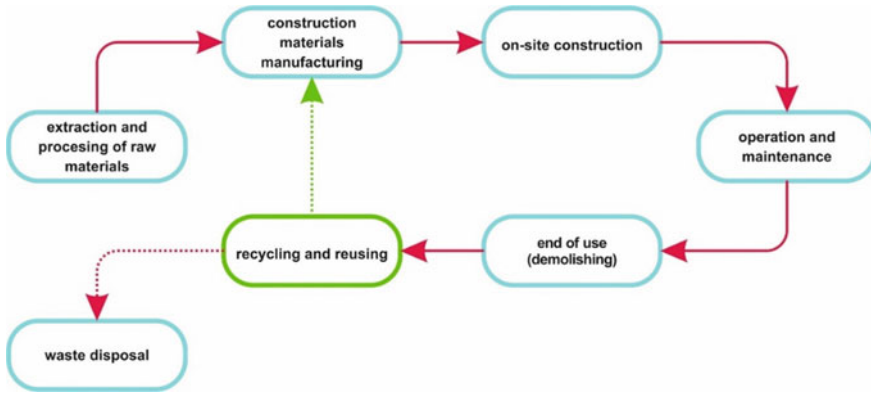 construction
materials
manufacturing
on-site construction
extraction and
procesing of raw
materials
operation and
maintenance
recycling and reusing
end of use
(demolishing)
waste disposal